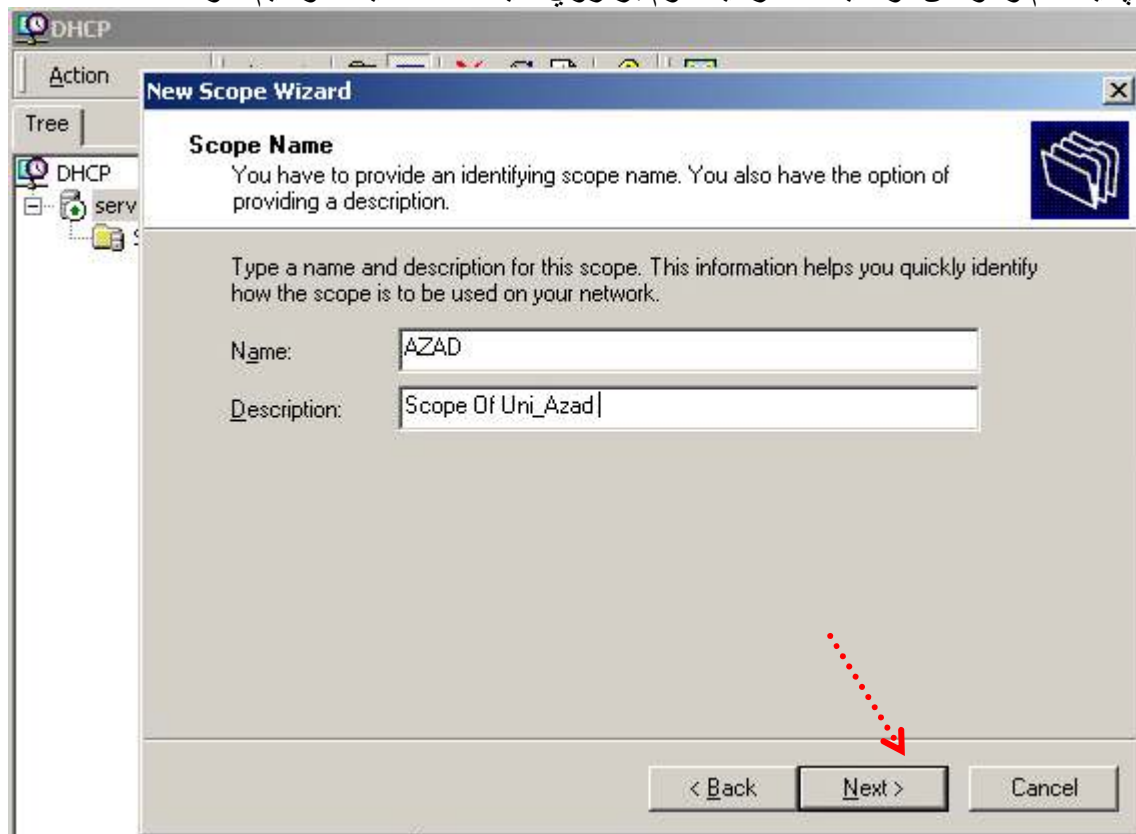 DHCP
Action
New Scope Wizard
Tree
Scope Name
You have to provide an identifying scope name. You also have the option of
providing a description.
DHCP
serv
Type a name and description for this scope. This information helps you quickly identify
how the scope is to be used on your network.
Name:
AZAD
Description:
Scope Of Uni_Azad
< Back
Next >
Cancel